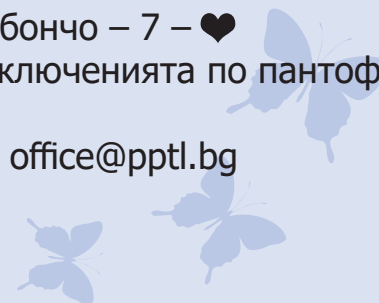 бончо – 7 – ❤
ключенията по пантоф
office@pptl.bg